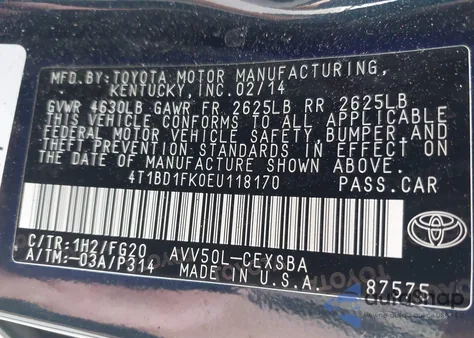 MFD.BY:TOYOTA MOTOR MANUFACTURING,
KENTUCKY, INC.02/14
GVWR 4630LB GAWR FR 2625LB RR 2625LB
THIS VEHICLE CONFORMS TO ALL APPLICABLE
FEDERAL MOTOR VEHICLE SAFETY, BUMPER, AND
THEFT PREVENTION STANDARDS IN EFFECT ON
THE DATE OF MANUFACTURE SHOWN ABOVE.
4T1BD1FK0EU118170 PASS.CAR
C/TR:1H2/FG20 AVV50L-CEXSBA
A/TM:-03A/P314 MADE IN U.S.A.
87575
autosnap